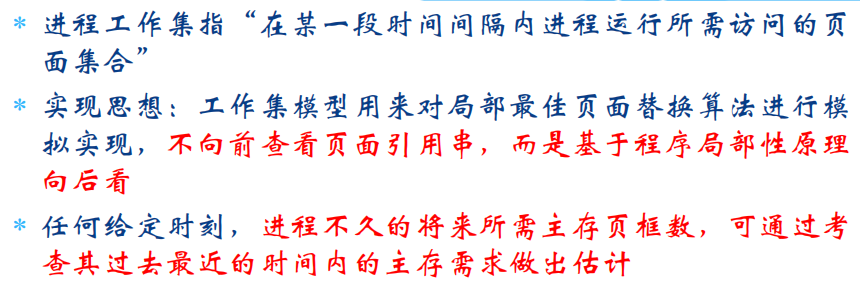 * 进程工作集指“在某一段时间间隔内进程运行所需访问的页
面集合”
* 实现思想：工作集模型用来对局部最佳页面替换算法进行模
拟实现，不向前查看页面引用串，而是基于程序局部性原理
向后看
* 任何给定时刻，进程不久的将来所需主存页框数，可通过考
查其过去最近的时间内的主存需求做出估计